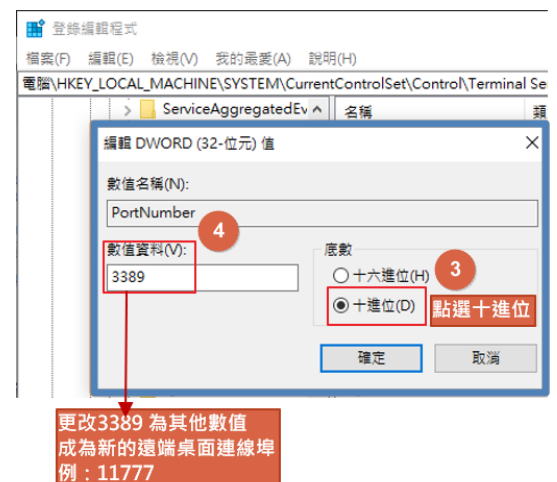 登錄編輯程式
檔案(F) 編輯(E) 檢視(V) 我的最愛(A) 說明(H)
電腦\HKEY_LOCAL_MACHINE\SYSTEM\CurrentControlSet\Control\Terminal Se
ServiceAggregatedEv
名稱
類
編輯 DWORD (32-位元) 值
數值名稱(N):
PortNumber
4
數值資料(V):
3389
底數
十六進位(H)
3
十進位(D)
點選十進位
確定
取消
更改3389 為其他數值
成為新的遠端桌面連線埠
例：11777